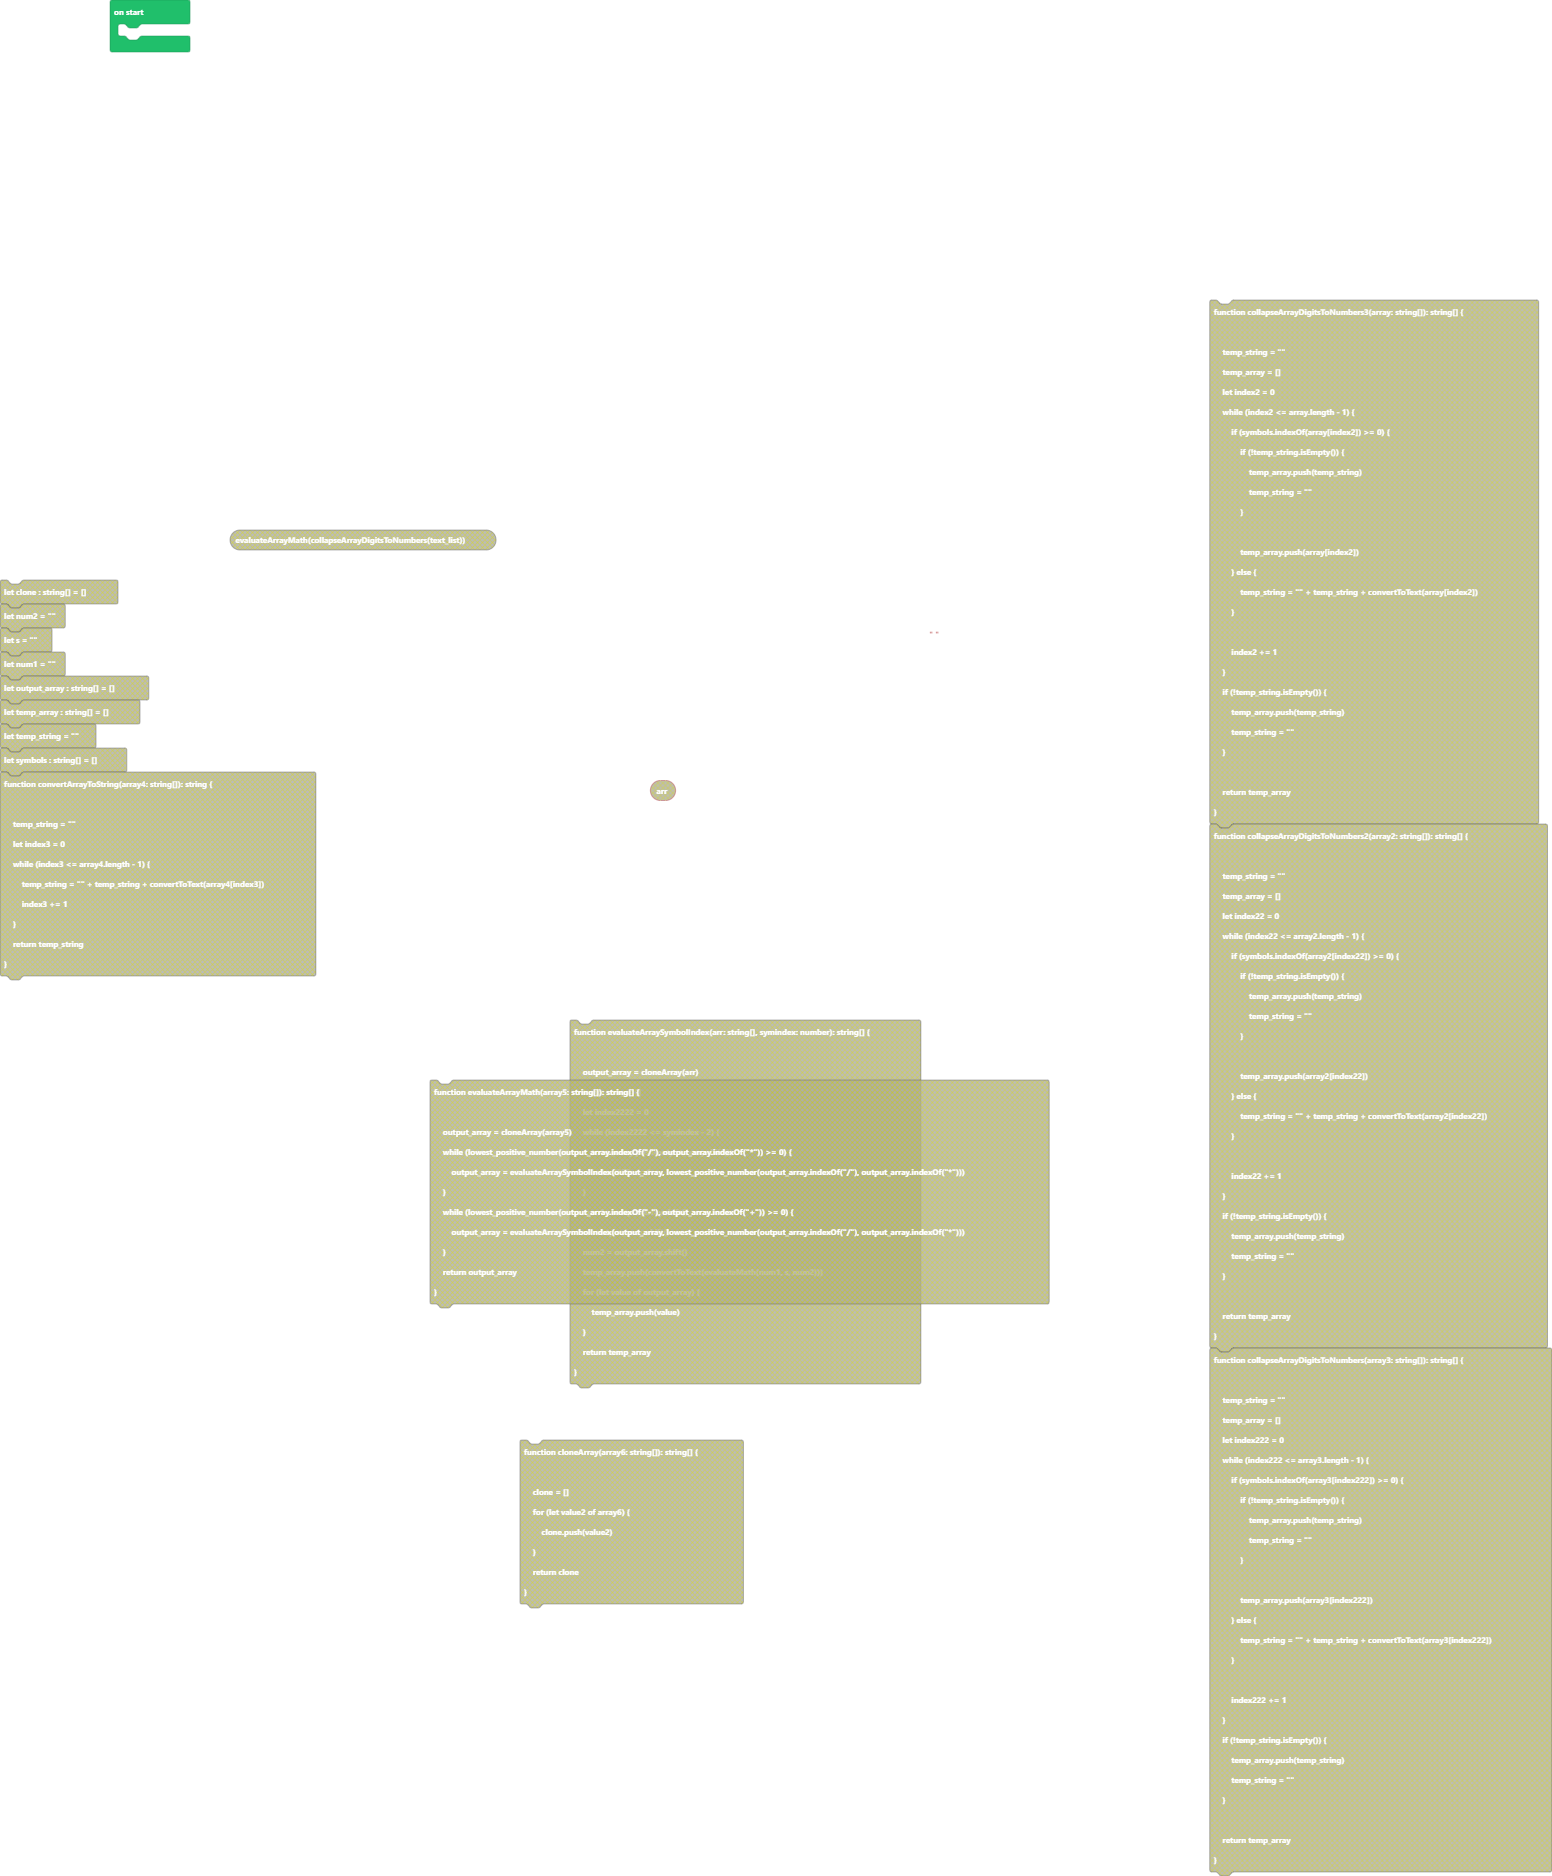 on start
evaluateArrayMath(collapseArrayDigitsToNumbers(text_list))
let clone : string[] = []
let num2 = ""
let s = ""
let num1 = ""
let output_array : string[] = []
let temp_array : string[] = []
let temp_string = ""
let symbols : string[] = []
function convertArrayToString(array4: string[]): string {
temp_string = ""
let index3 = 0
while (index3 <= array4.length - 1) {
temp_string = "" + temp_string + convertToText(array4[index3])
index3 += 1
}
return temp_string
}
arr
function evaluateArraySymbolIndex(arr: string[], symindex: number): string[] {
output_array = cloneArray(arr)
let index3222 = 0
num2 = output_array.shift()
for (let value of output_array) {
temp_array.push(value)
}
return temp_array
}
function evaluateArrayMath(array5: string[]): string[] {
output_array = cloneArray(array5)
while (lowest_positive_number(output_array.indexOf("/"), output_array.indexOf("*")) >= 0) {
output_array = evaluateArraySymbolIndex(output_array, lowest_positive_number(output_array.indexOf("/"), output_array.indexOf("*")))
}
while (lowest_positive_number(output_array.indexOf("-"), output_array.indexOf("+")) >= 0) {
output_array = evaluateArraySymbolIndex(output_array, lowest_positive_number(output_array.indexOf("/"), output_array.indexOf("*")))
}
return output_array
}
function cloneArray(array6: string[]): string[] {
clone = []
for (let value2 of array6) {
clone.push(value2)
}
return clone
}
function collapseArrayDigitsToNumbers3(array: string[]): string[] {
temp_string = ""
temp_array = []
let index2 = 0
while (index2 <= array.length - 1) {
if (symbols.indexOf(array[index2]) >= 0) {
if (!temp_string.isEmpty()) {
temp_array.push(temp_string)
temp_string = ""
}
temp_array.push(array[index2])
} else {
temp_string = "" + temp_string + convertToText(array[index2])
}
index2 += 1
}
if (!temp_string.isEmpty()) {
temp_array.push(temp_string)
temp_string = ""
}
return temp_array
}
function collapseArrayDigitsToNumbers2(array2: string[]): string[] {
temp_string = ""
temp_array = []
let index22 = 0
while (index22 <= array2.length - 1) {
if (symbols.indexOf(array2[index22]) >= 0) {
if (!temp_string.isEmpty()) {
temp_array.push(temp_string)
temp_string = ""
}
temp_array.push(array2[index22])
} else {
temp_string = "" + temp_string + convertToText(array2[index22])
}
index22 += 1
}
if (!temp_string.isEmpty()) {
temp_array.push(temp_string)
temp_string = ""
}
return temp_array
}
function collapseArrayDigitsToNumbers(array3: string[]): string[] {
temp_string = ""
temp_array = []
let index222 = 0
while (index222 <= array3.length - 1) {
if (symbols.indexOf(array3[index222]) >= 0) {
if (!temp_string.isEmpty()) {
temp_array.push(temp_string)
temp_string = ""
}
temp_array.push(array3[index222])
} else {
temp_string = "" + temp_string + convertToText(array3[index222])
}
index222 += 1
}
if (!temp_string.isEmpty()) {
temp_array.push(temp_string)
temp_string = ""
}
return temp_array
}